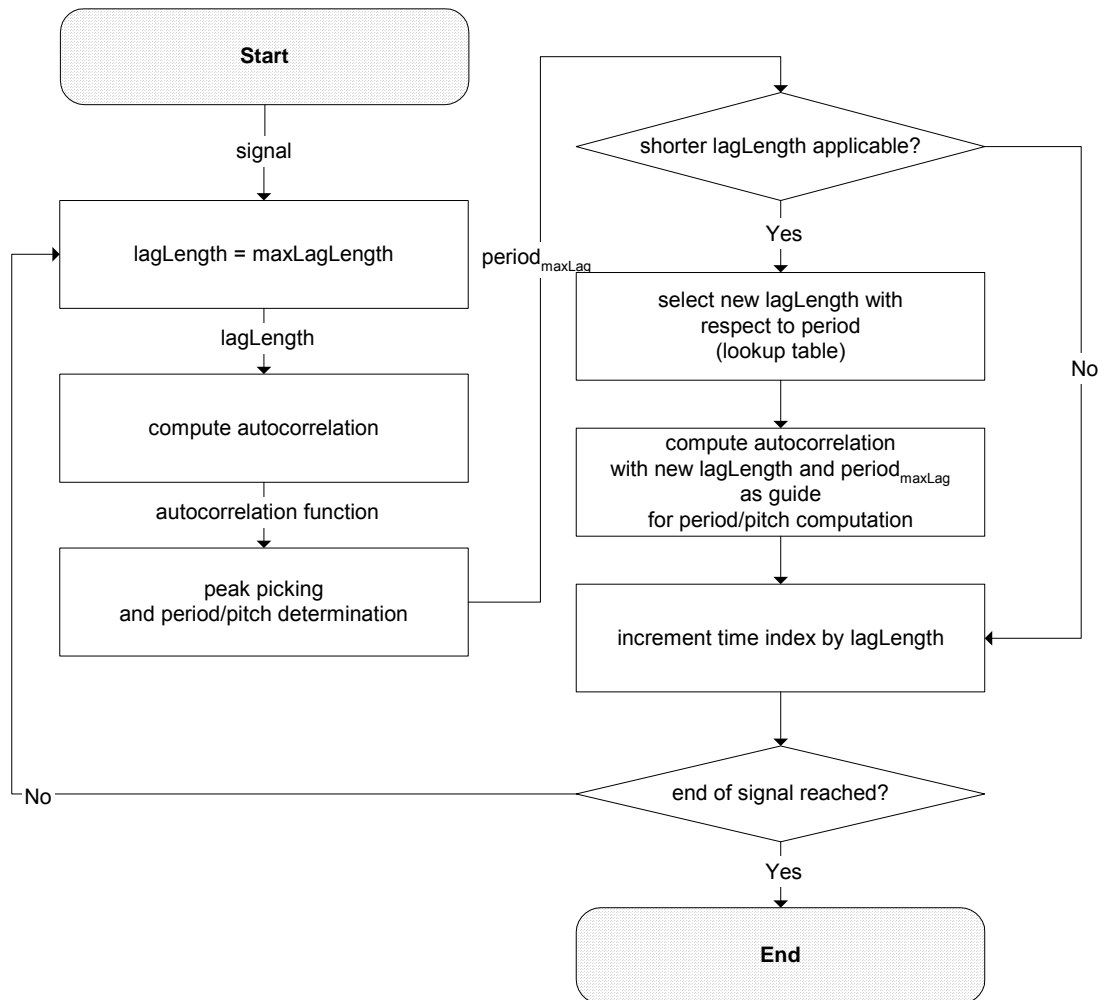 Start
signal
lagLength = maxLagLength
lagLength
compute autocorrelation
autocorrelation function
peak picking
and period/pitch determination
period_maxLag
shorter lagLength applicable?
Yes
No
select new lagLength with
respect to period
(lookup table)
compute autocorrelation
with new lagLength and period_maxLag
as guide
for period/pitch computation
increment time index by lagLength
end of signal reached?
No
Yes
End